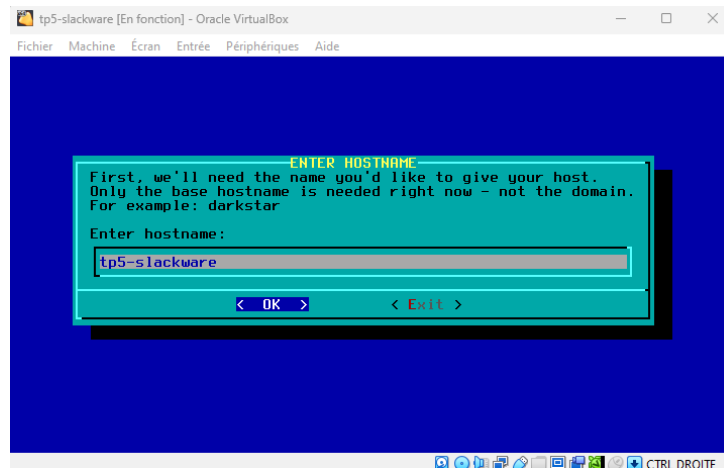 tp5-slackware [En fonction] - Oracle VirtualBox
Fichier Machine Écran Entrée Périphériques Aide
ENTER HOSTNAME
First, we'll need the name you'd like to give your host.
Only the base hostname is needed right now - not the domain.
For example: darkstar
Enter hostname:
tp5-slackware
< OK > < Exit >
CTRL DROITE